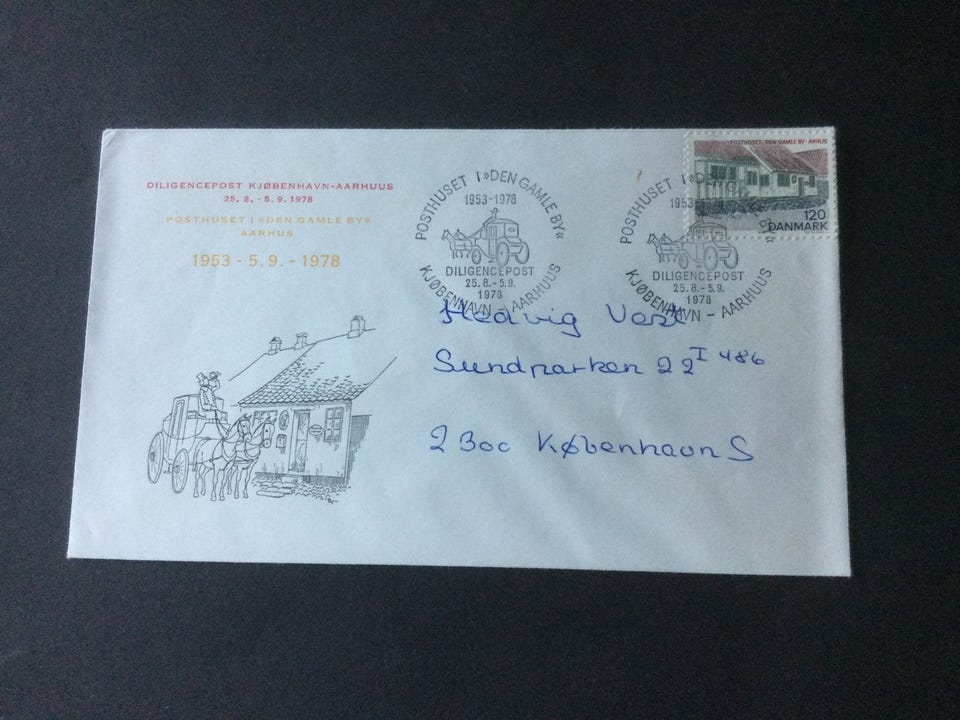 DILIGENCEPOST KJØBENHAVN-AARHUUS
25.8. - 5.9. 1978
POSTHUSET I »DEN GAMLE BY«
AARHUS
1953 - 5.9. - 1978
POSTHUSET I »DEN GAMLE BY«
1953-1978
DILIGENCEPOST
25.8.-5.9.
1978
KJØBENHAVN - AARHUUS
POSTHUSET I »DEN
1953
DILIGENCEPOST
25.8.-5.9.
1978
KJØBENHAVN - AARHUUS
POSTHUSET · DEN GAMLE BY · ÅRHUS
120
DANMARK
Hedvig Vest
Sundparken 22 I 486
2300 København S